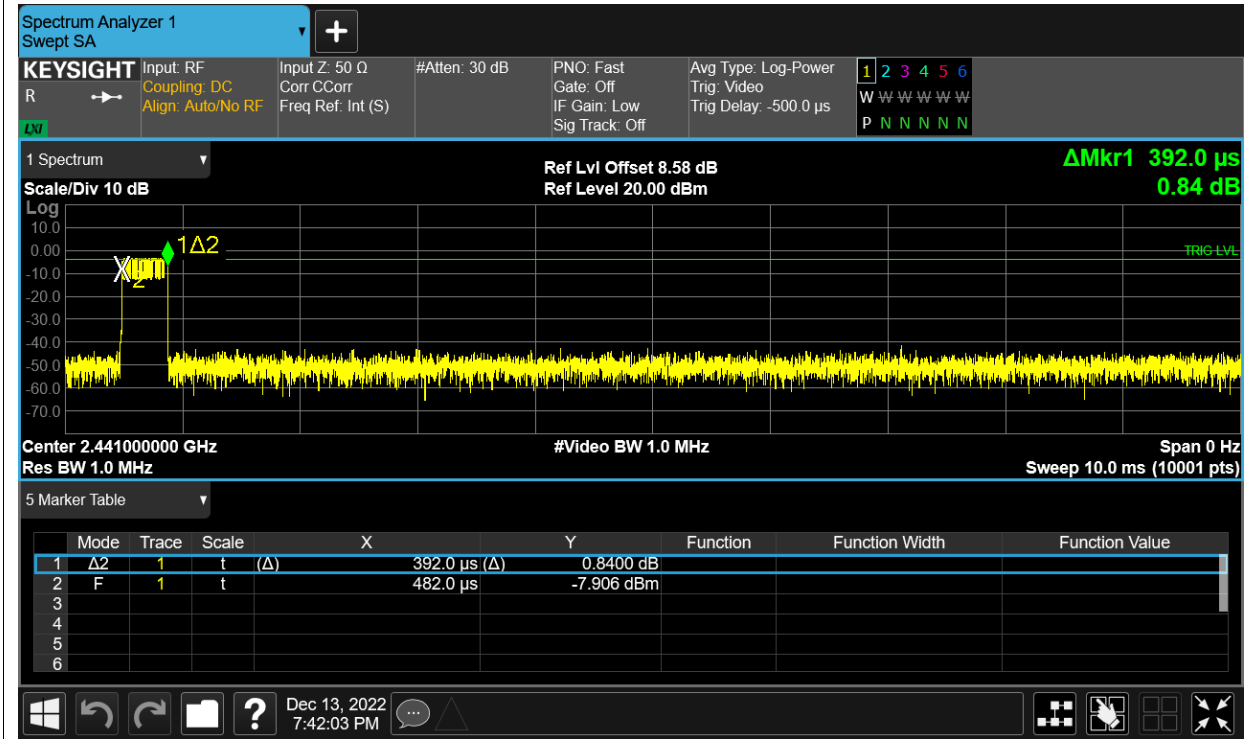 Spectrum Analyzer 1
Swept SA
KEYSIGHT
R
LXI
Input: RF
Coupling: DC
Align: Auto/No RF
Input Z: 50 Ω
Corr CCorr
Freq Ref: Int (S)
#Atten: 30 dB
PNO: Fast
Gate: Off
IF Gain: Low
Sig Track: Off
Avg Type: Log-Power
Trig: Video
Trig Delay: -500.0 µs
1 2 3 4 5 6
W W W W W W
P N N N N N
1 Spectrum
Scale/Div 10 dB
Log
Ref Lvl Offset 8.58 dB
Ref Level 20.00 dBm
ΔMkr1 392.0 µs
0.84 dB
10.0
0.00
-10.0
-20.0
-30.0
-40.0
-50.0
-60.0
-70.0
1Δ2
X
2
TRIG LVL
Center 2.441000000 GHz
Res BW 1.0 MHz
#Video BW 1.0 MHz
Span 0 Hz
Sweep 10.0 ms (10001 pts)
5 Marker Table
Mode Trace Scale X Y Function Function Width Function Value
1 Δ2 1 t (Δ) 392.0 µs (Δ) 0.8400 dB
2 F 1 t 482.0 µs -7.906 dBm
3
4
5
6
?
Dec 13, 2022
7:42:03 PM